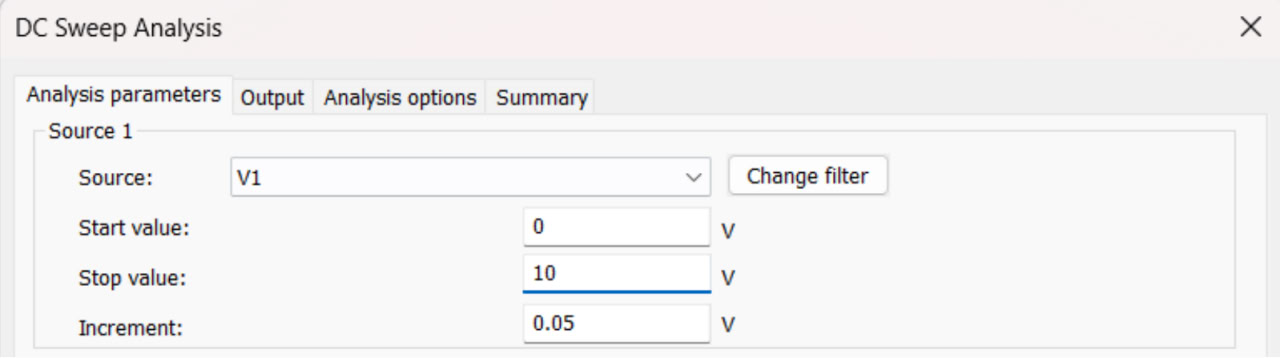 DC Sweep Analysis
Analysis parameters Output Analysis options Summary
Source 1
Source: V1 Change filter
Start value: 0 V
Stop value: 10 V
Increment: 0.05 V